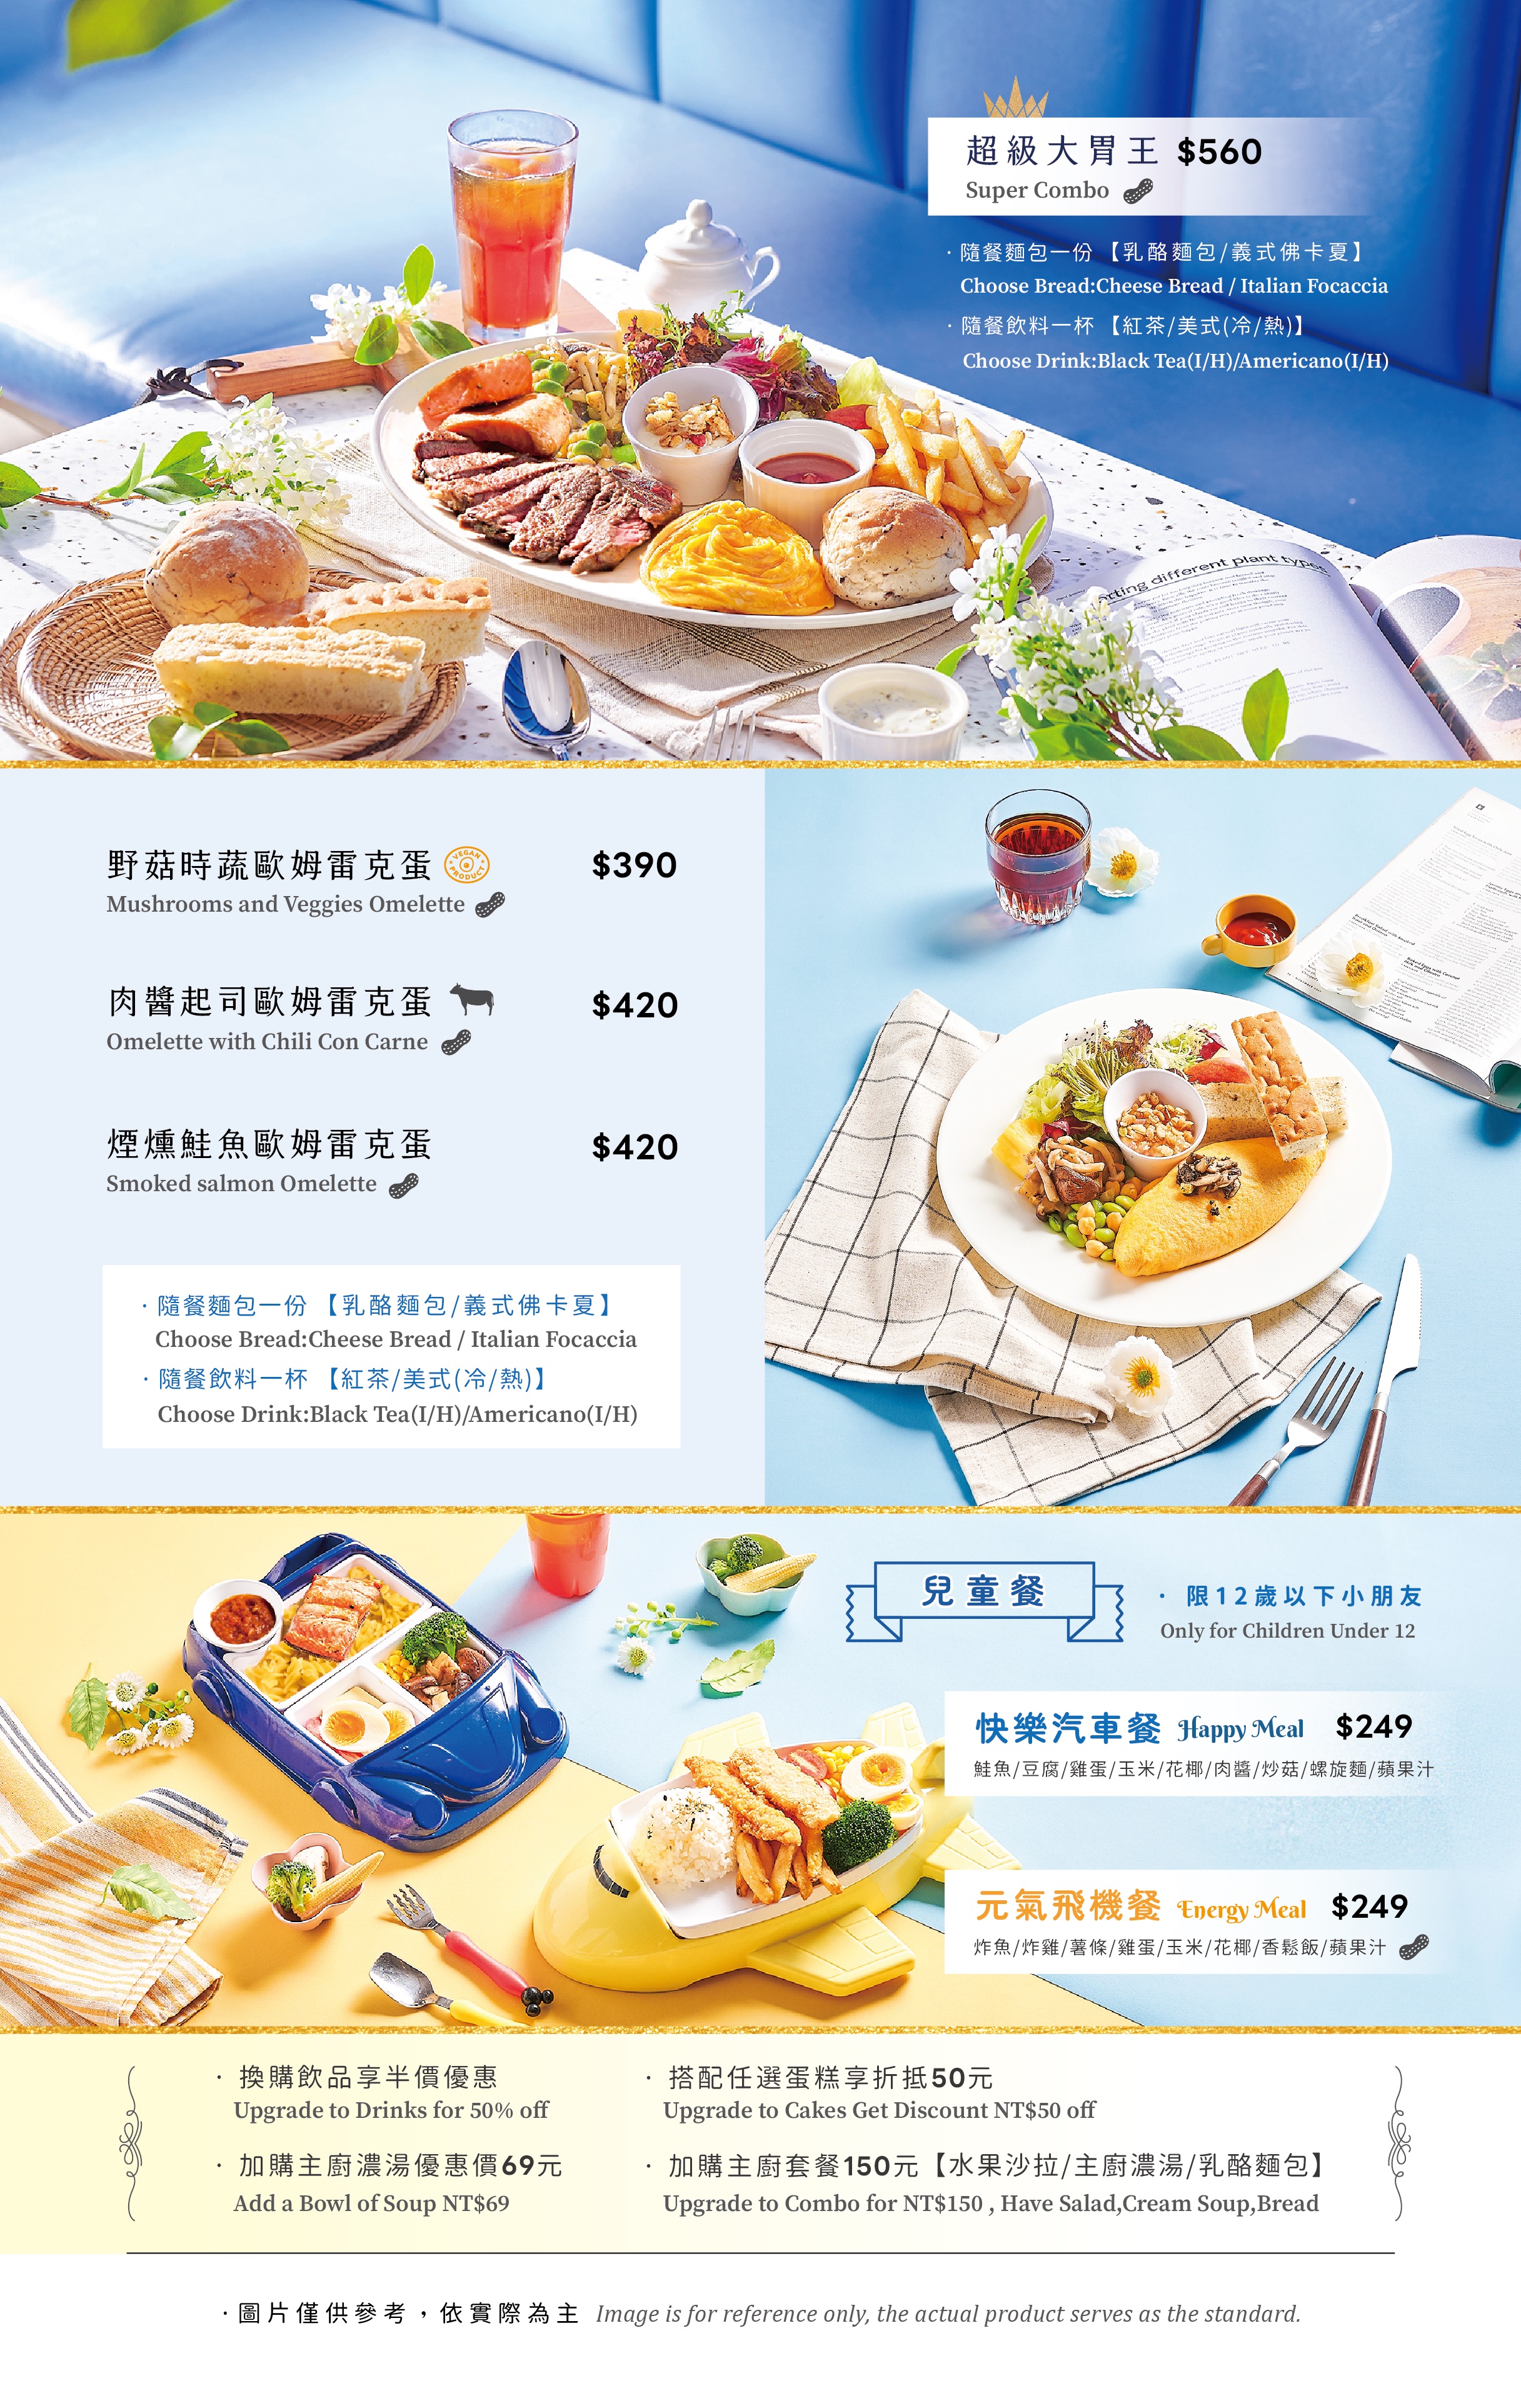 超級大胃王 $560
Super Combo
·隨餐麵包一份【乳酪麵包/義式佛卡夏】
Choose Bread:Cheese Bread / Italian Focaccia
·隨餐飲料一杯【紅茶/美式(冷/熱)】
Choose Drink:Black Tea(I/H)/Americano(I/H)
different plant types
野菇時蔬歐姆雷克蛋 VEGAN PRODUCT $390
Mushrooms and Veggies Omelette
肉醬起司歐姆雷克蛋 $420
Omelette with Chili Con Carne
煙燻鮭魚歐姆雷克蛋 $420
Smoked salmon Omelette
·隨餐麵包一份【乳酪麵包/義式佛卡夏】
Choose Bread:Cheese Bread / Italian Focaccia
·隨餐飲料一杯【紅茶/美式(冷/熱)】
Choose Drink:Black Tea(I/H)/Americano(I/H)
兒童餐
· 限12歲以下小朋友
Only for Children Under 12
快樂汽車餐 Happy Meal $249
鮭魚/豆腐/雞蛋/玉米/花椰/肉醬/炒菇/螺旋麵/蘋果汁
元氣飛機餐 Energy Meal $249
炸魚/炸雞/薯條/雞蛋/玉米/花椰/香鬆飯/蘋果汁
· 換購飲品享半價優惠
Upgrade to Drinks for 50% off
· 加購主廚濃湯優惠價69元
Add a Bowl of Soup NT$69
· 搭配任選蛋糕享折抵50元
Upgrade to Cakes Get Discount NT$50 off
· 加購主廚套餐150元【水果沙拉/主廚濃湯/乳酪麵包】
Upgrade to Combo for NT$150 , Have Salad,Cream Soup,Bread
·圖片僅供參考，依實際為主 Image is for reference only, the actual product serves as the standard.